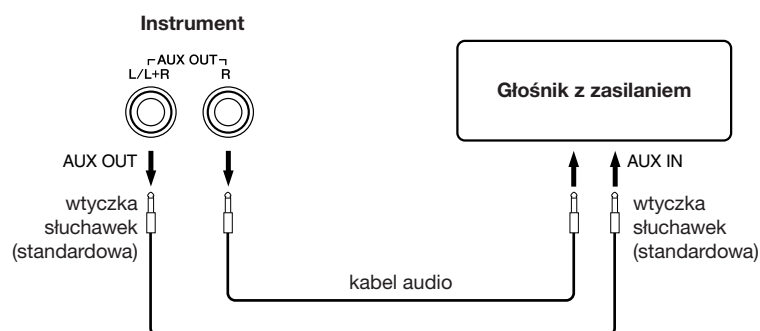 Instrument
AUX OUT
L/L+R
R
Głośnik z zasilaniem
AUX OUT
AUX IN
wtyczka
słuchawek
(standardowa)
wtyczka
słuchawek
(standardowa)
kabel audio